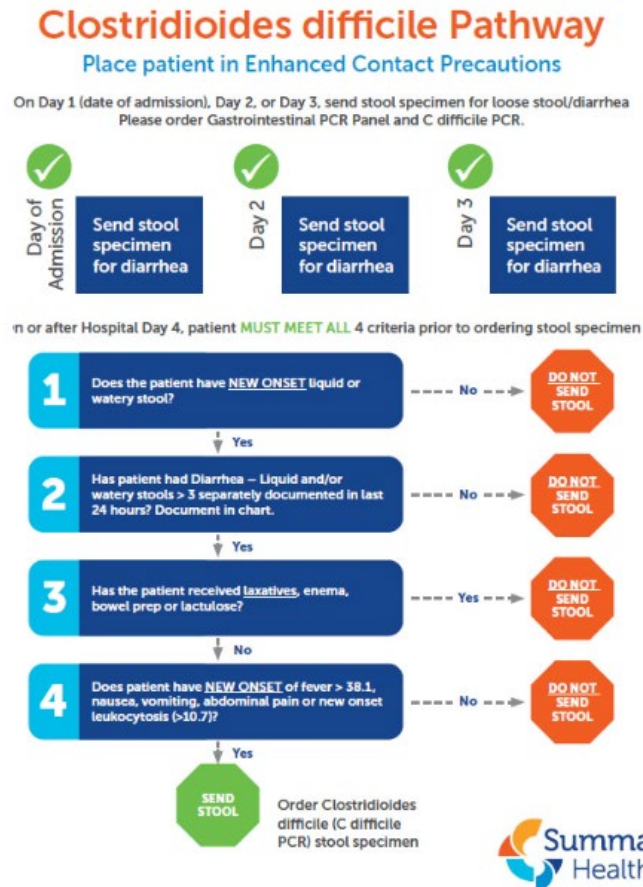 Clostridioides difficile Pathway
Place patient in Enhanced Contact Precautions
On Day 1 (date of admission), Day 2, or Day 3, send stool specimen for loose stool/diarrhea
Please order Gastrointestinal PCR Panel and C difficile PCR.
Day of
Admission
Send stool
specimen
for diarrhea
Day 2
Send stool
specimen
for diarrhea
Day 3
Send stool
specimen
for diarrhea
n or after Hospital Day 4, patient MUST MEET ALL 4 criteria prior to ordering stool specimen
1
Does the patient have NEW ONSET liquid or
watery stool?
No
DO NOT
SEND
STOOL
Yes
2
Has patient had Diarrhea – Liquid and/or
watery stools > 3 separately documented in last
24 hours? Document in chart.
No
DO NOT
SEND
STOOL
Yes
3
Has the patient received laxatives, enema,
bowel prep or lactulose?
Yes
DO NOT
SEND
STOOL
No
4
Does patient have NEW ONSET of fever > 38.1,
nausea, vomiting, abdominal pain or new onset
leukocytosis (>10.7)?
No
DO NOT
SEND
STOOL
Yes
SEND
STOOL
Order Clostridioides
difficile (C difficile
PCR) stool specimen
Summa
Health